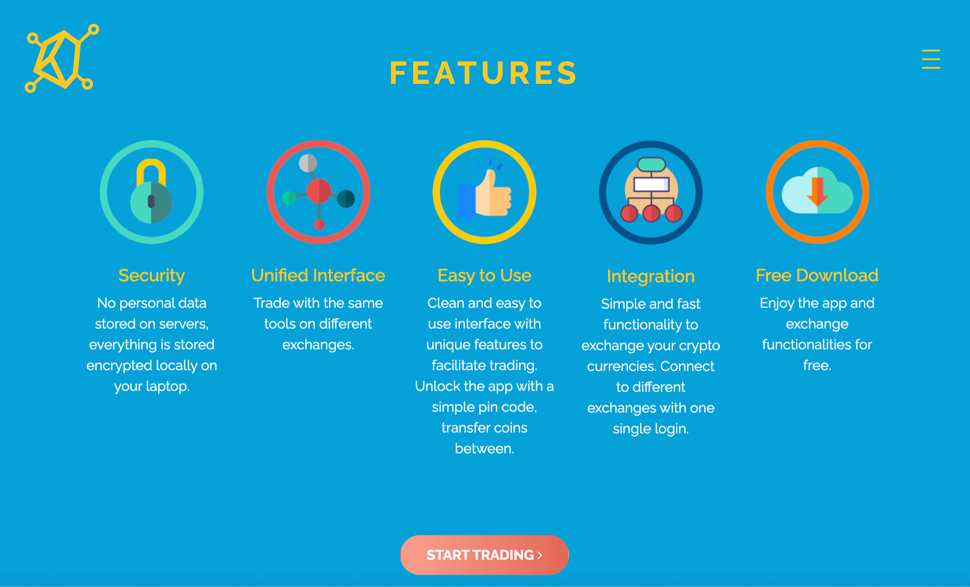 FEATURES
Security
No personal data
stored on servers,
everything is stored
encrypted locally on
your laptop.
Unified Interface
Trade with the same
tools on different
exchanges.
Easy to Use
Clean and easy to
use interface with
unique features to
facilitate trading.
Unlock the app with a
simple pin code,
transfer coins
between.
Integration
Simple and fast
functionality to
exchange your crypto
currencies. Connect
to different
exchanges with one
single login.
Free Download
Enjoy the app and
exchange
functionalities for
free.
START TRADING >